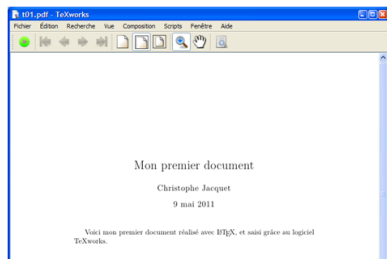 t01.pdf - TeXworks
Fichier Édition Recherche Vue Composition Scripts Fenêtre Aide
Mon premier document
Christophe Jacquet
9 mai 2011
Voici mon premier document réalisé avec LATEX, et saisi grâce au logiciel
TeXworks.